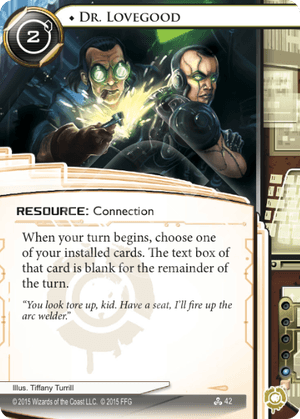 2
♦ DR. LOVEGOOD
RESOURCE: Connection
When your turn begins, choose one
of your installed cards. The text box of
that card is blank for the remainder of
the turn.
“You look tore up, kid. Have a seat, I’ll fire up the
arc welder.”
Illus. Tiffany Turrill
© 2015 Wizards of the Coast LLC. © 2015 FFG
42